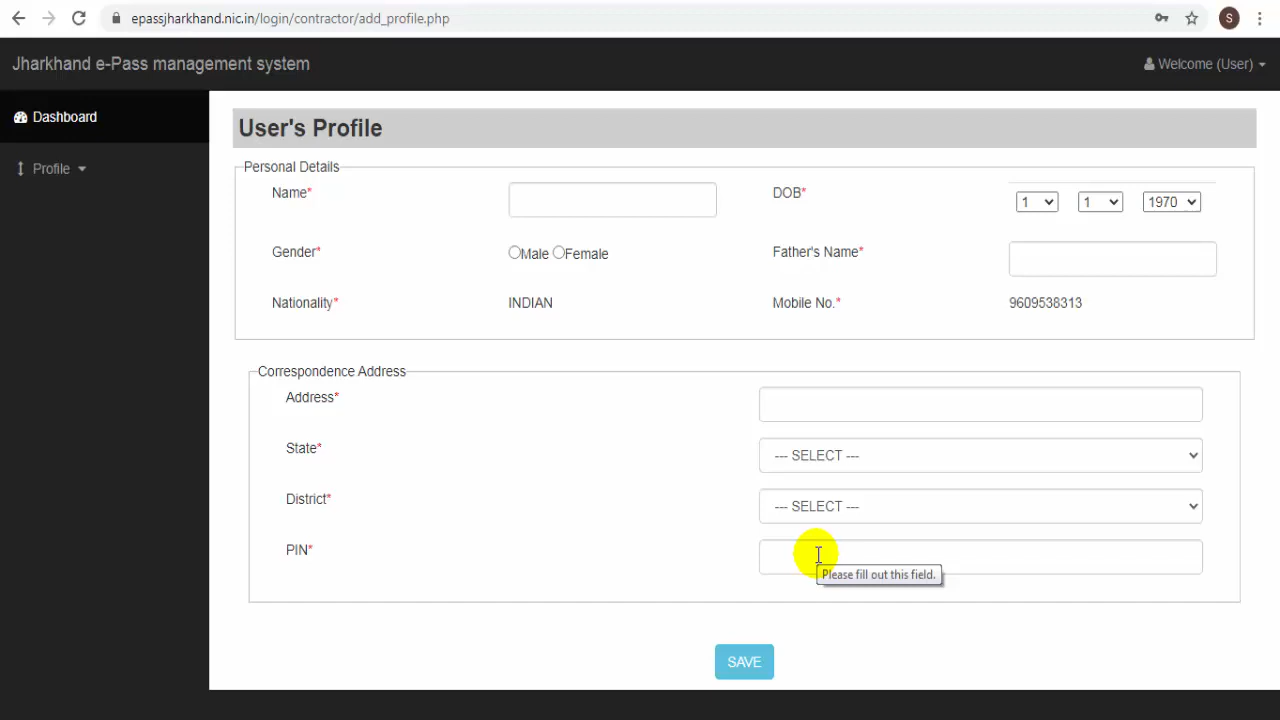 epassjharkhand.nic.in/login/contractor/add_profile.php
S
Jharkhand e-Pass management system
Welcome (User)
Dashboard
Profile
User's Profile
Personal Details
Name*
DOB*
1 1 1970
Gender*
Male Female
Father's Name*
Nationality*
INDIAN
Mobile No.*
9609538313
Correspondence Address
Address*
State*
--- SELECT ---
District*
--- SELECT ---
PIN*
Please fill out this field.
SAVE